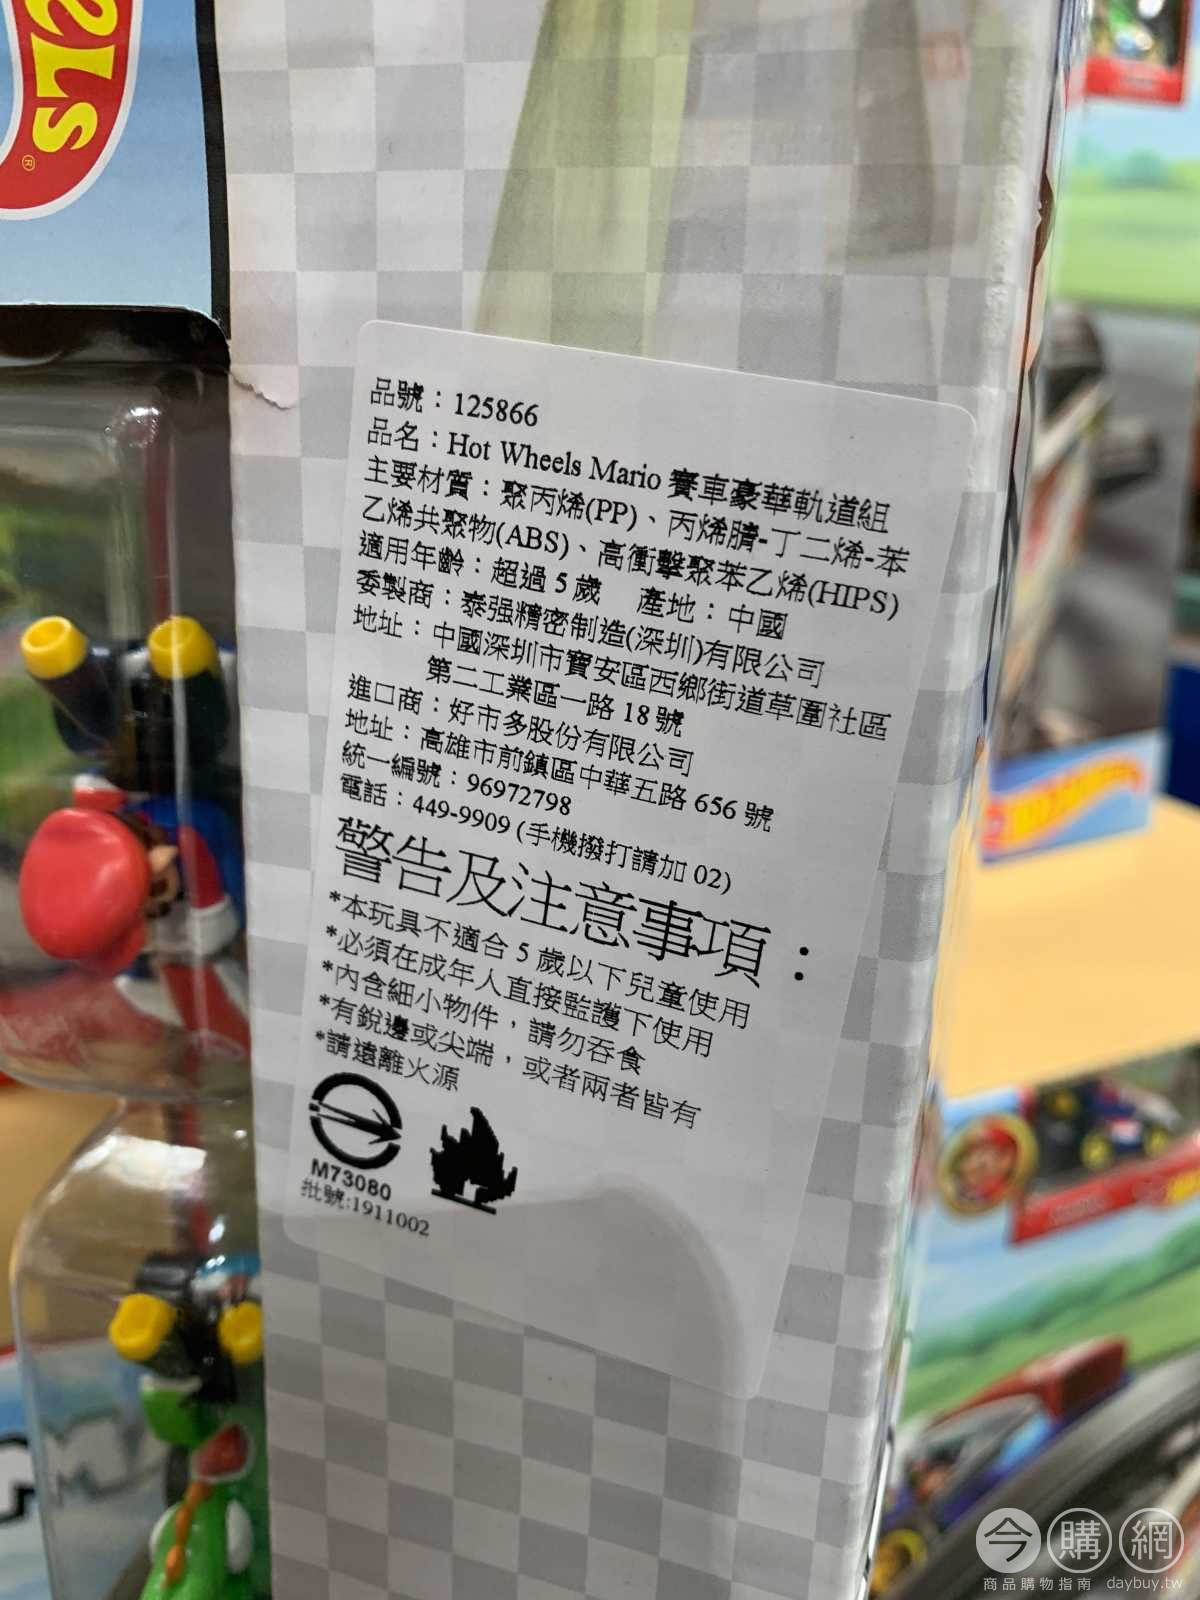 ELS
®
品號：125866
品名：Hot Wheels Mario 賽車豪華軌道組
主要材質：聚丙烯(PP)、丙烯腈-丁二烯-苯
乙烯共聚物(ABS)、高衝擊聚苯乙烯(HIPS)
適用年齡：超過 5 歲 產地：中國
委製商：泰强精密制造(深圳)有限公司
地址：中國深圳市寶安區西鄉街道草圍社區
第二工業區一路 18 號
進口商：好市多股份有限公司
地址：高雄市前鎮區中華五路 656 號
統一編號：96972798
電話：449-9909 (手機撥打請加 02)
警告及注意事項：
*本玩具不適合 5 歲以下兒童使用
*必須在成年人直接監護下使用
*內含細小物件，請勿吞食
*有銳邊或尖端，或者兩者皆有
*請遠離火源
M73080
批號:1911002
今購網
商品購物指南 daybuy.tw